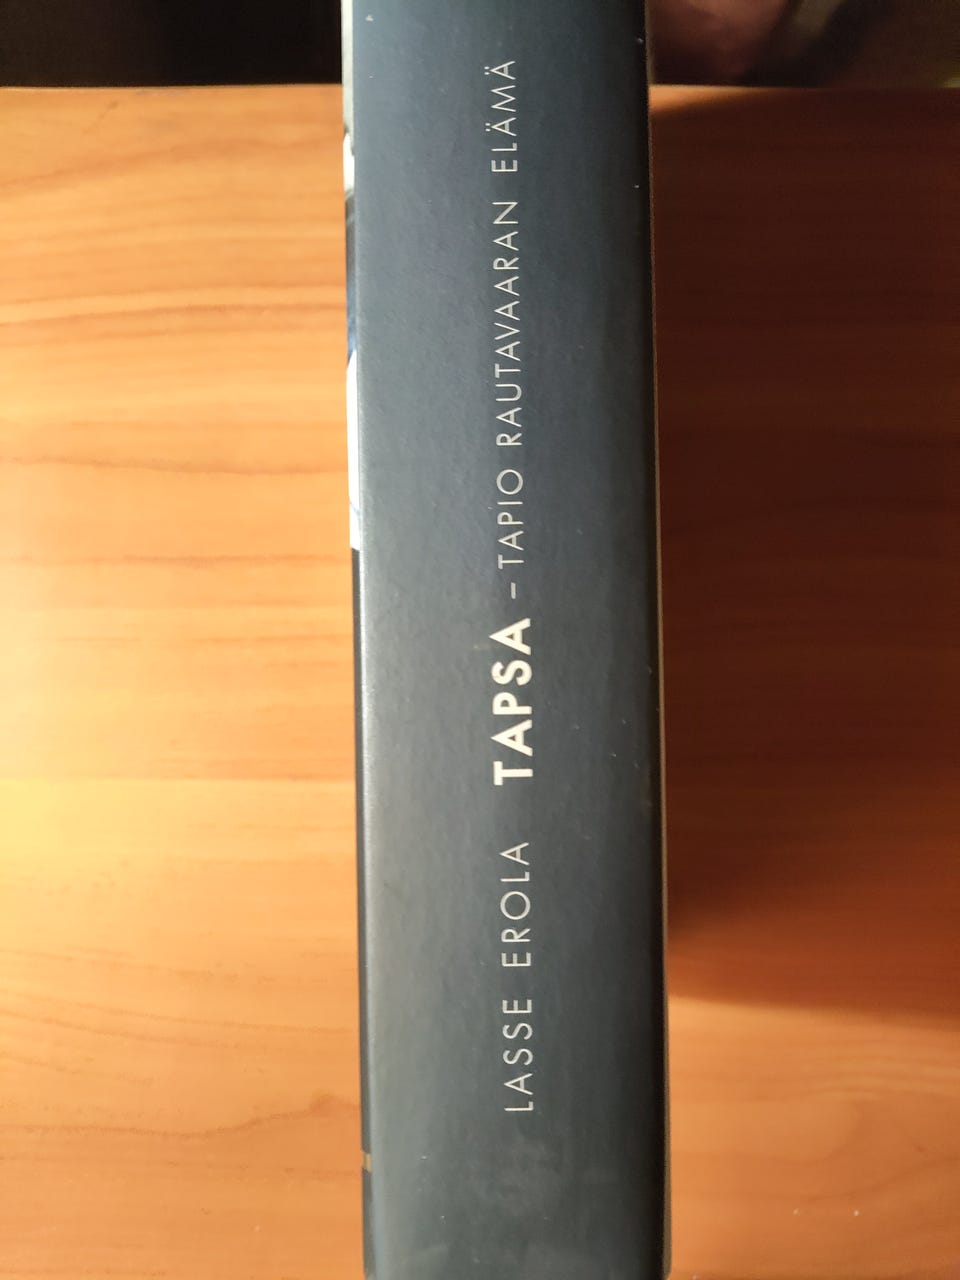 LASSE EROLA TAPSA – TAPIO RAUTAVAARAN ELÄMÄ